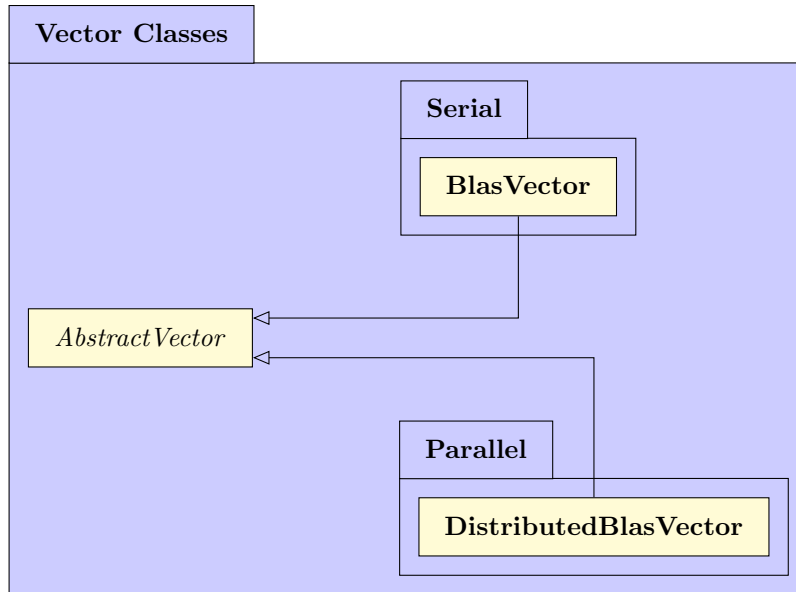 Vector Classes
Serial
BlasVector
AbstractVector
Parallel
DistributedBlasVector